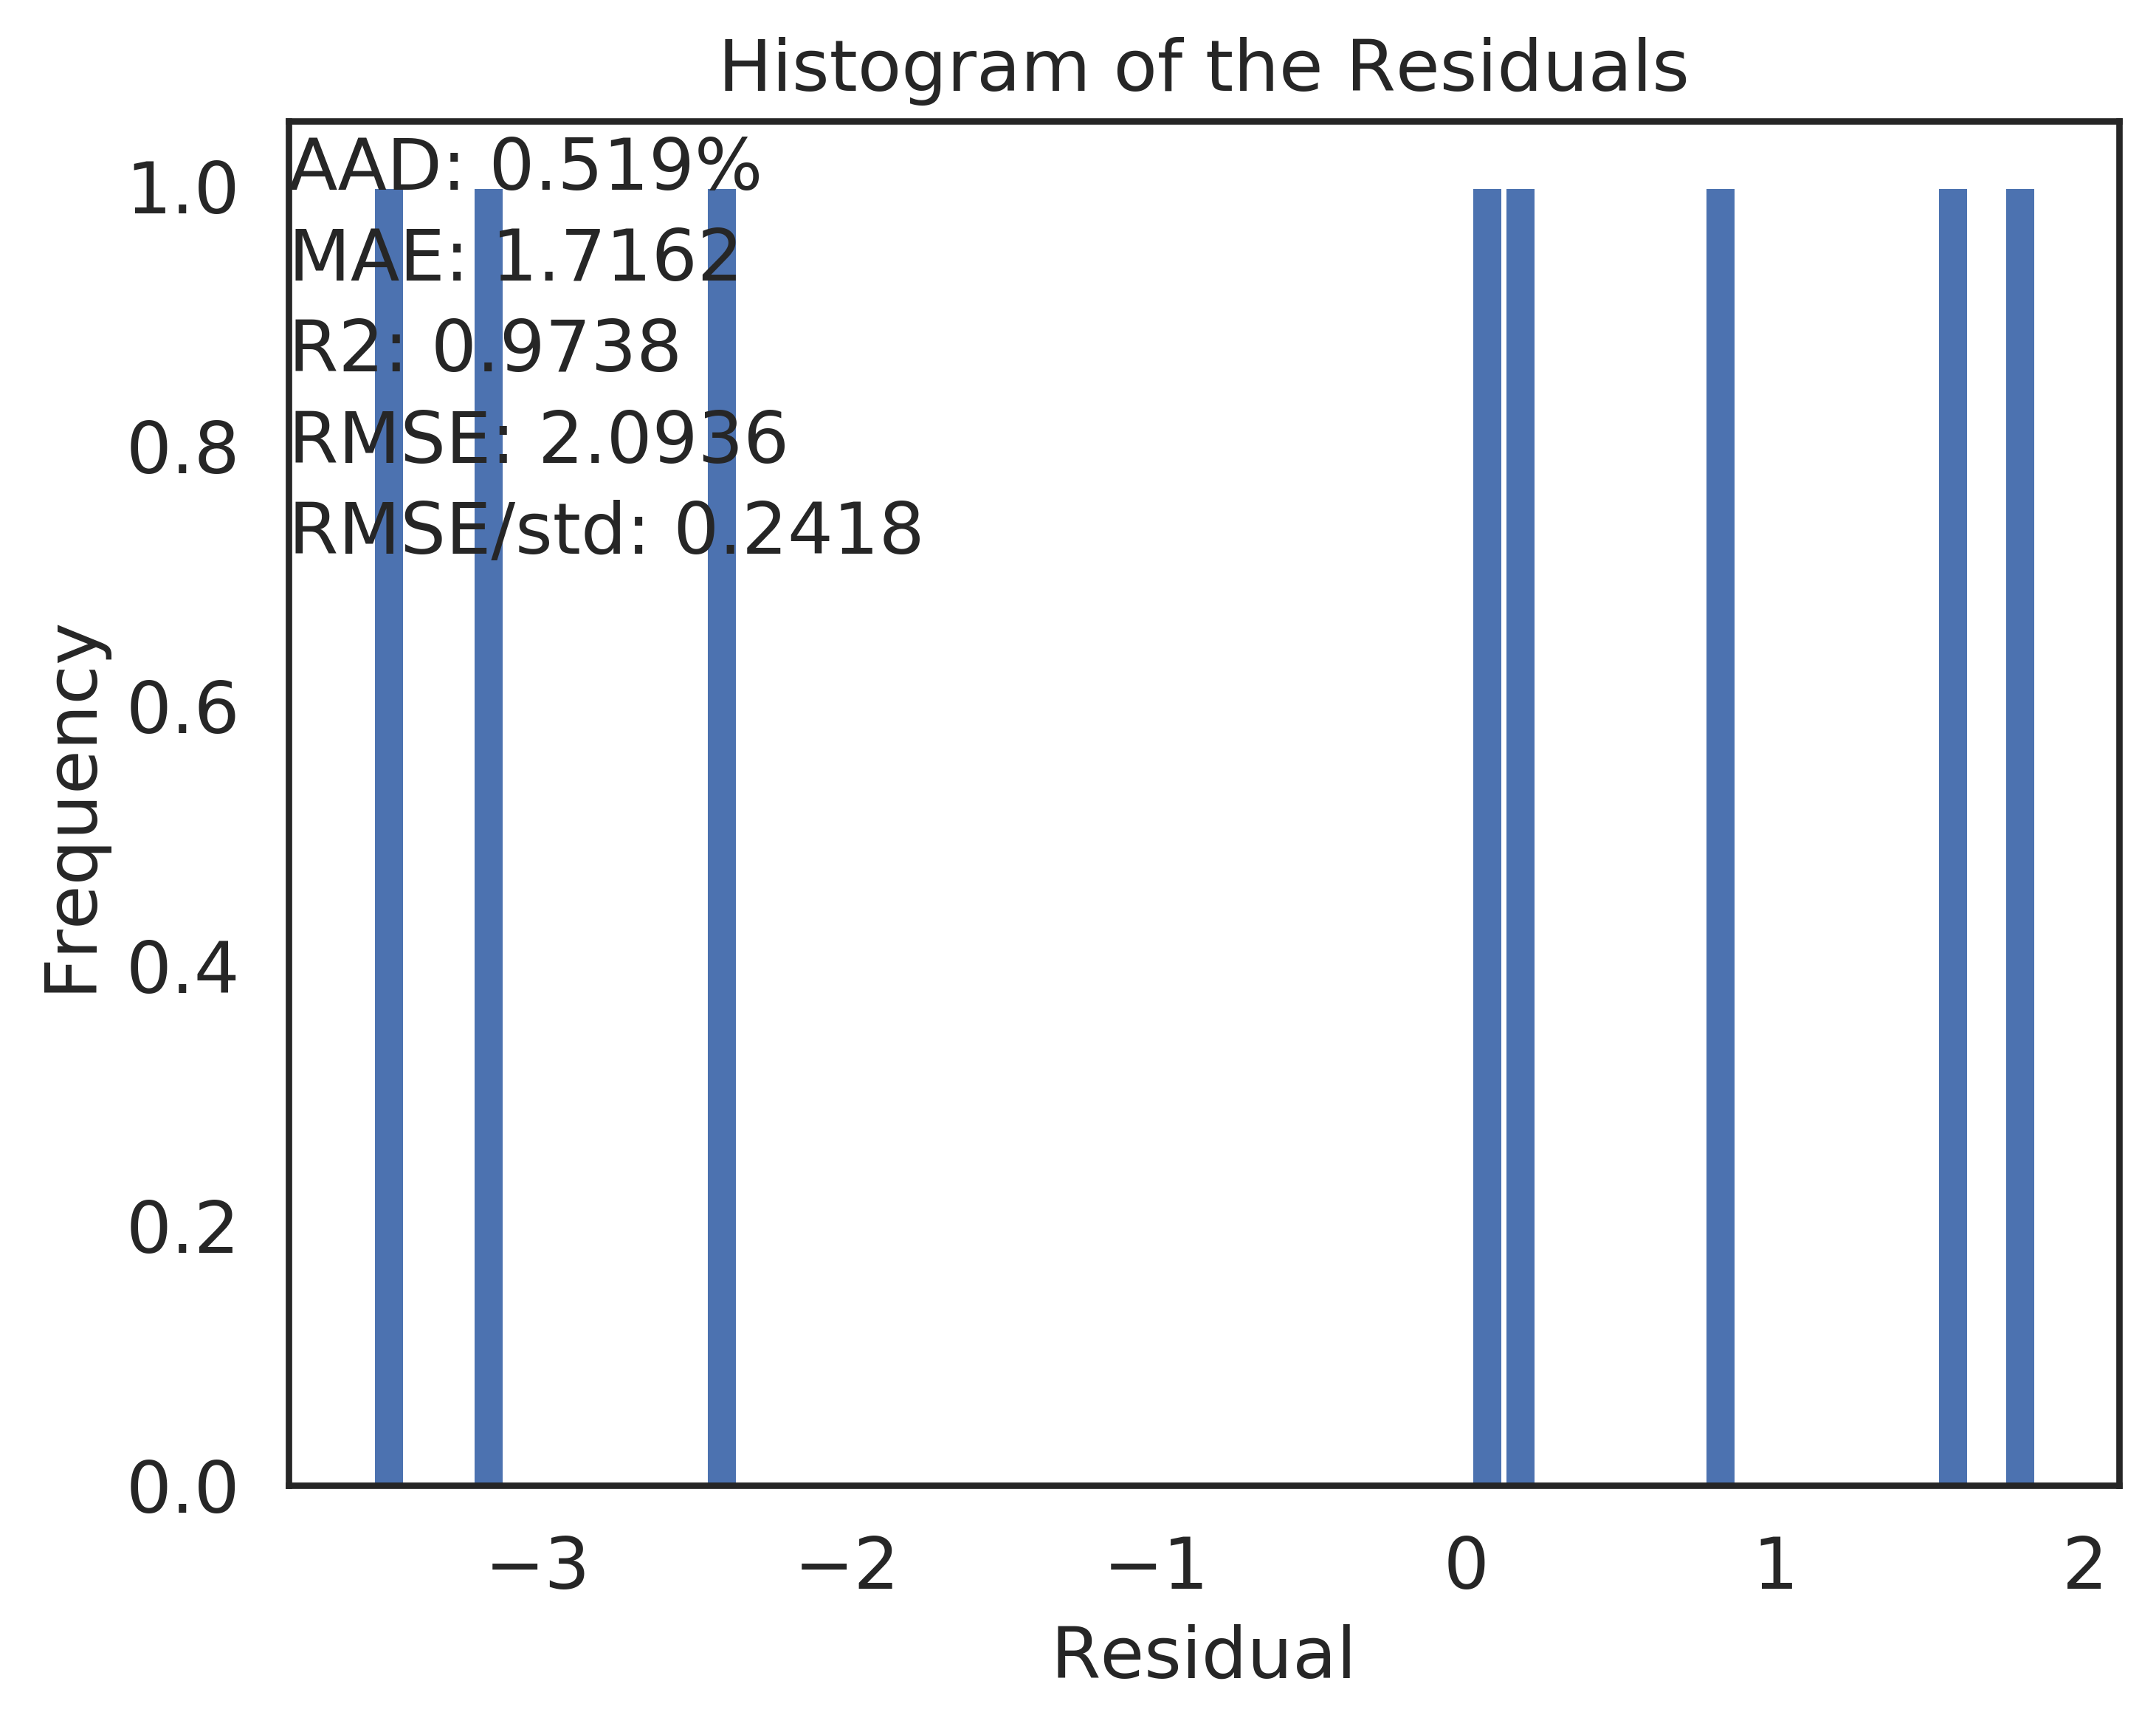 Histogram of the Residuals
AAD: 0.519%
MAE: 1.7162
R2: 0.9738
RMSE: 2.0936
RMSE/std: 0.2418
1.0
0.8
0.6
0.4
0.2
0.0
Frequency
−3 −2 −1 0 1 2
Residual